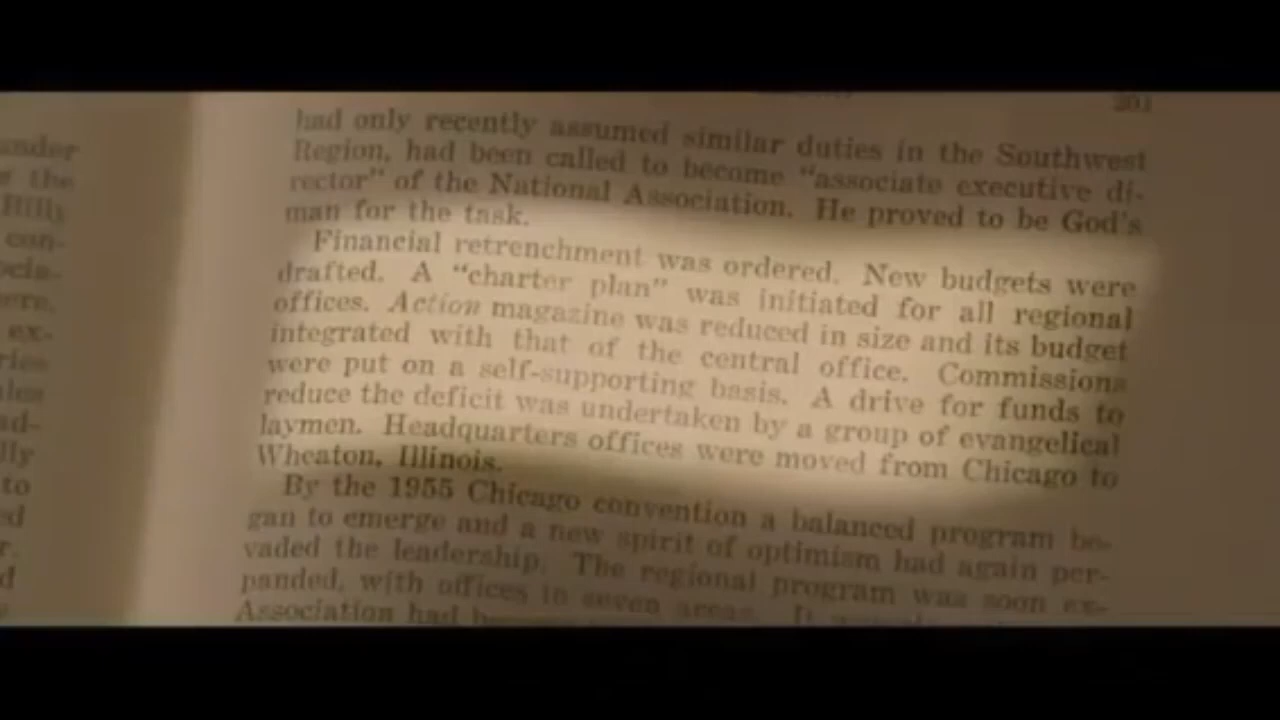 201
had only recently assumed similar duties in the Southwest
Region, had been called to become "associate executive di-
rector" of the National Association. He proved to be God's
man for the task.
Financial retrenchment was ordered. New budgets were
drafted. A "charter plan" was initiated for all regional
offices. Action magazine was reduced in size and its budget
integrated with that of the central office. Commissions
were put on a self-supporting basis. A drive for funds to
reduce the deficit was undertaken by a group of evangelical
laymen. Headquarters offices were moved from Chicago to
Wheaton, Illinois.
By the 1955 Chicago convention a balanced program be-
gan to emerge and a new spirit of optimism had again per-
vaded the leadership. The regional program was soon ex-
panded, with offices in seven areas. It
Association had